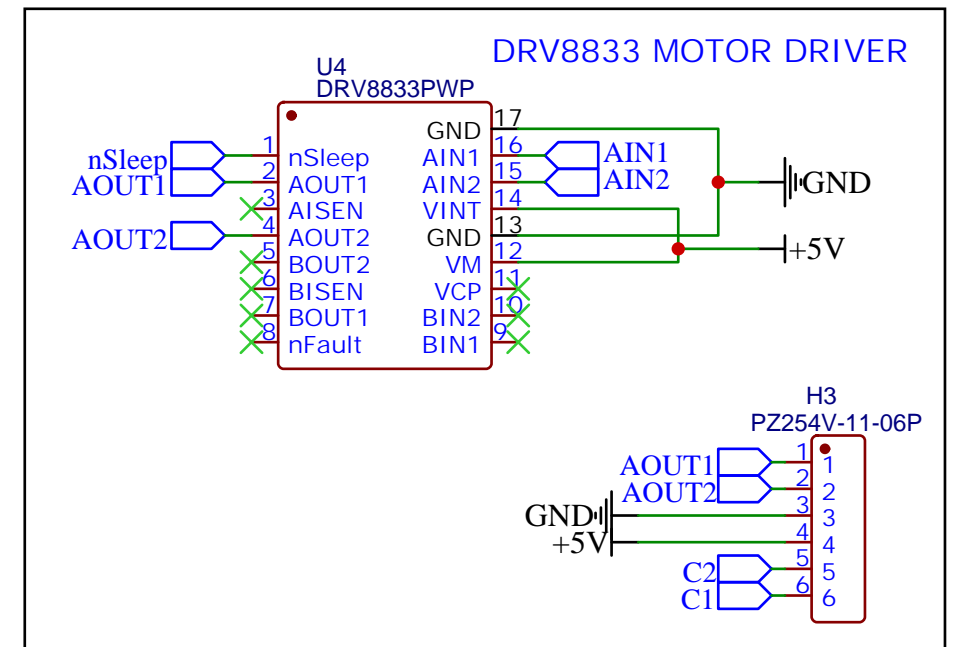 DRV8833 MOTOR DRIVER
U4
DRV8833PWP
17
GND
nSleep 1 nSleep AIN1 16 AIN1
AOUT1 2 AOUT1 AIN2 15 AIN2
3 AISEN VINT 14
AOUT2 4 AOUT2 GND 13
5 BOUT2 VM 12
6 BISEN VCP 11
7 BOUT1 BIN2 10
8 nFault BIN1 9
GND
+5V
H3
PZ254V-11-06P
AOUT1 1 1
AOUT2 2 2
GND 3 3
+5V 4 4
C2 5 5
C1 6 6